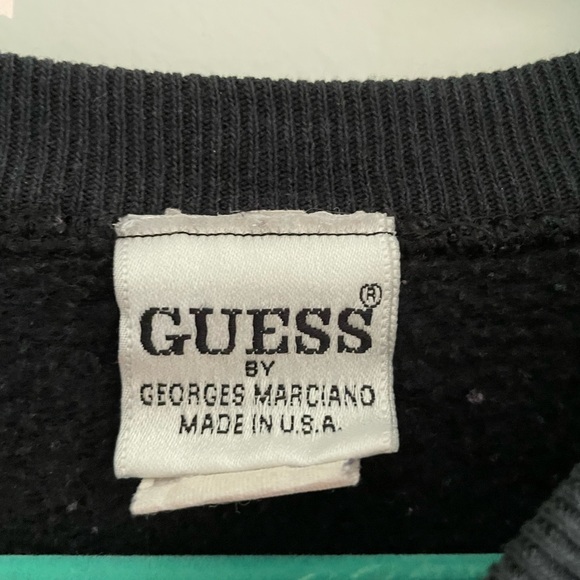 GUESS®
BY
GEORGES MARCIANO
MADE IN U.S.A.